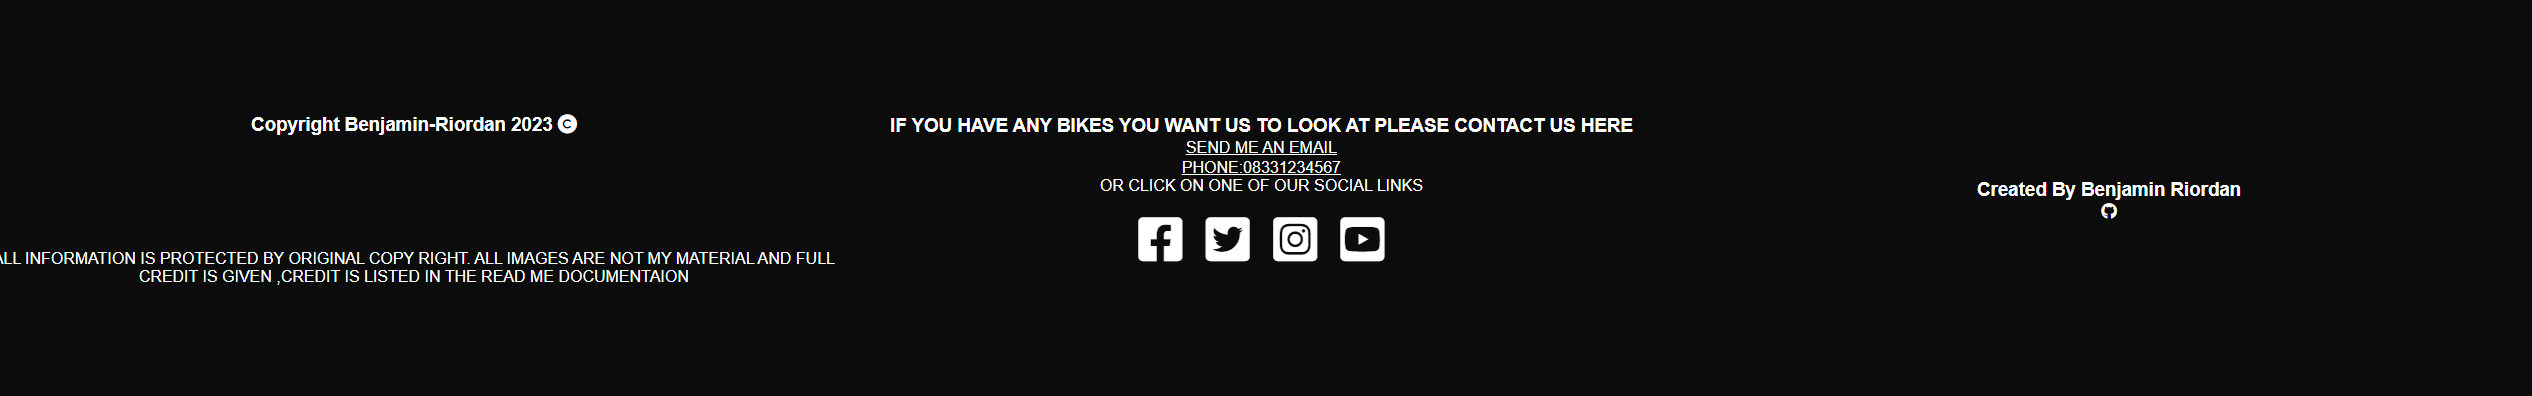 Copyright Benjamin-Riordan 2023 ©
ALL INFORMATION IS PROTECTED BY ORIGINAL COPY RIGHT. ALL IMAGES ARE NOT MY MATERIAL AND FULL
CREDIT IS GIVEN ,CREDIT IS LISTED IN THE READ ME DOCUMENTAION
IF YOU HAVE ANY BIKES YOU WANT US TO LOOK AT PLEASE CONTACT US HERE
SEND ME AN EMAIL
PHONE:08331234567
OR CLICK ON ONE OF OUR SOCIAL LINKS
Created By Benjamin Riordan